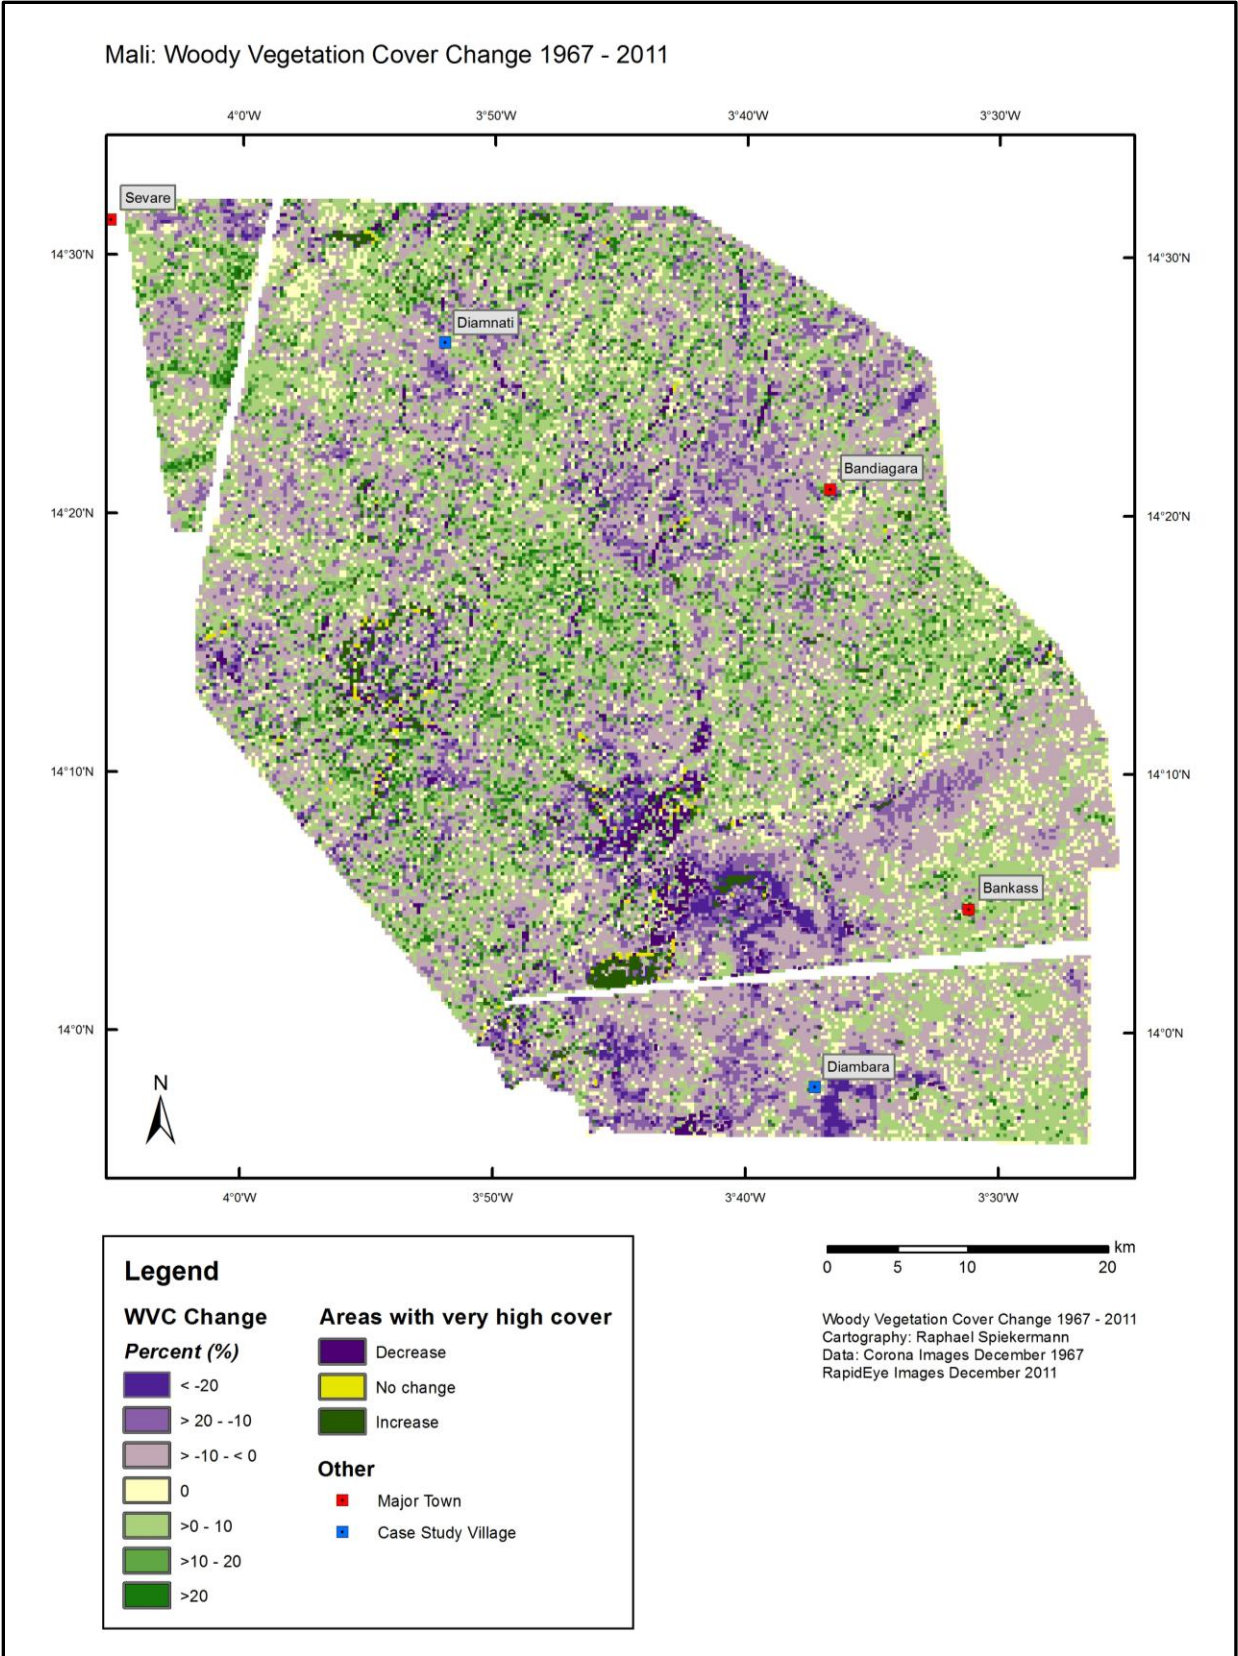 Mali: Woody Vegetation Cover Change 1967 - 2011
4°0'W 3°50'W 3°40'W 3°30'W
Sevare
14°30'N 14°30'N
Diamnati
Bandiagara
14°20'N 14°20'N
14°10'N 14°10'N
Bankass
14°0'N 14°0'N
Diambara
N
4°0'W 3°50'W 3°40'W 3°30'W
Legend
WVC Change
Percent (%)
< -20
> 20 - -10
> -10 - < 0
0
>0 - 10
>10 - 20
>20
Areas with very high cover
Decrease
No change
Increase
Other
Major Town
Case Study Village
km
0 5 10 20
Woody Vegetation Cover Change 1967 - 2011
Cartography: Raphael Spiekermann
Data: Corona Images December 1967
RapidEye Images December 2011